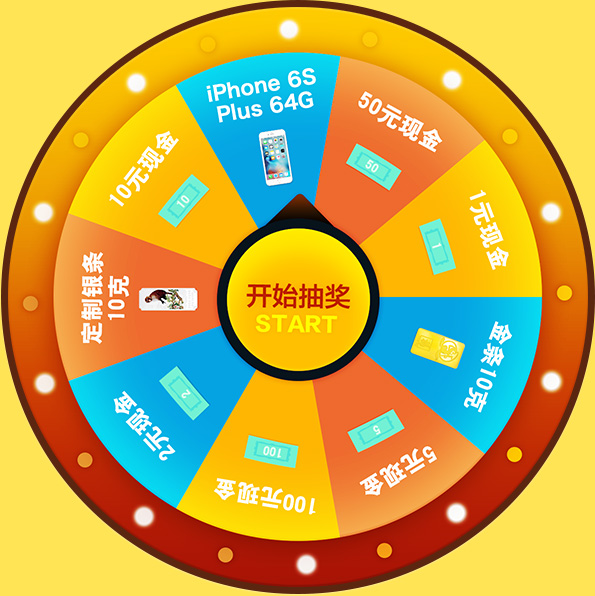 iPhone 6S
Plus 64G
50元现金
50
1元现金
1
金条10克
5元现金
5
100元现金
100
2元现金
2
定制银条
10克
10元现金
10
开始抽奖
START